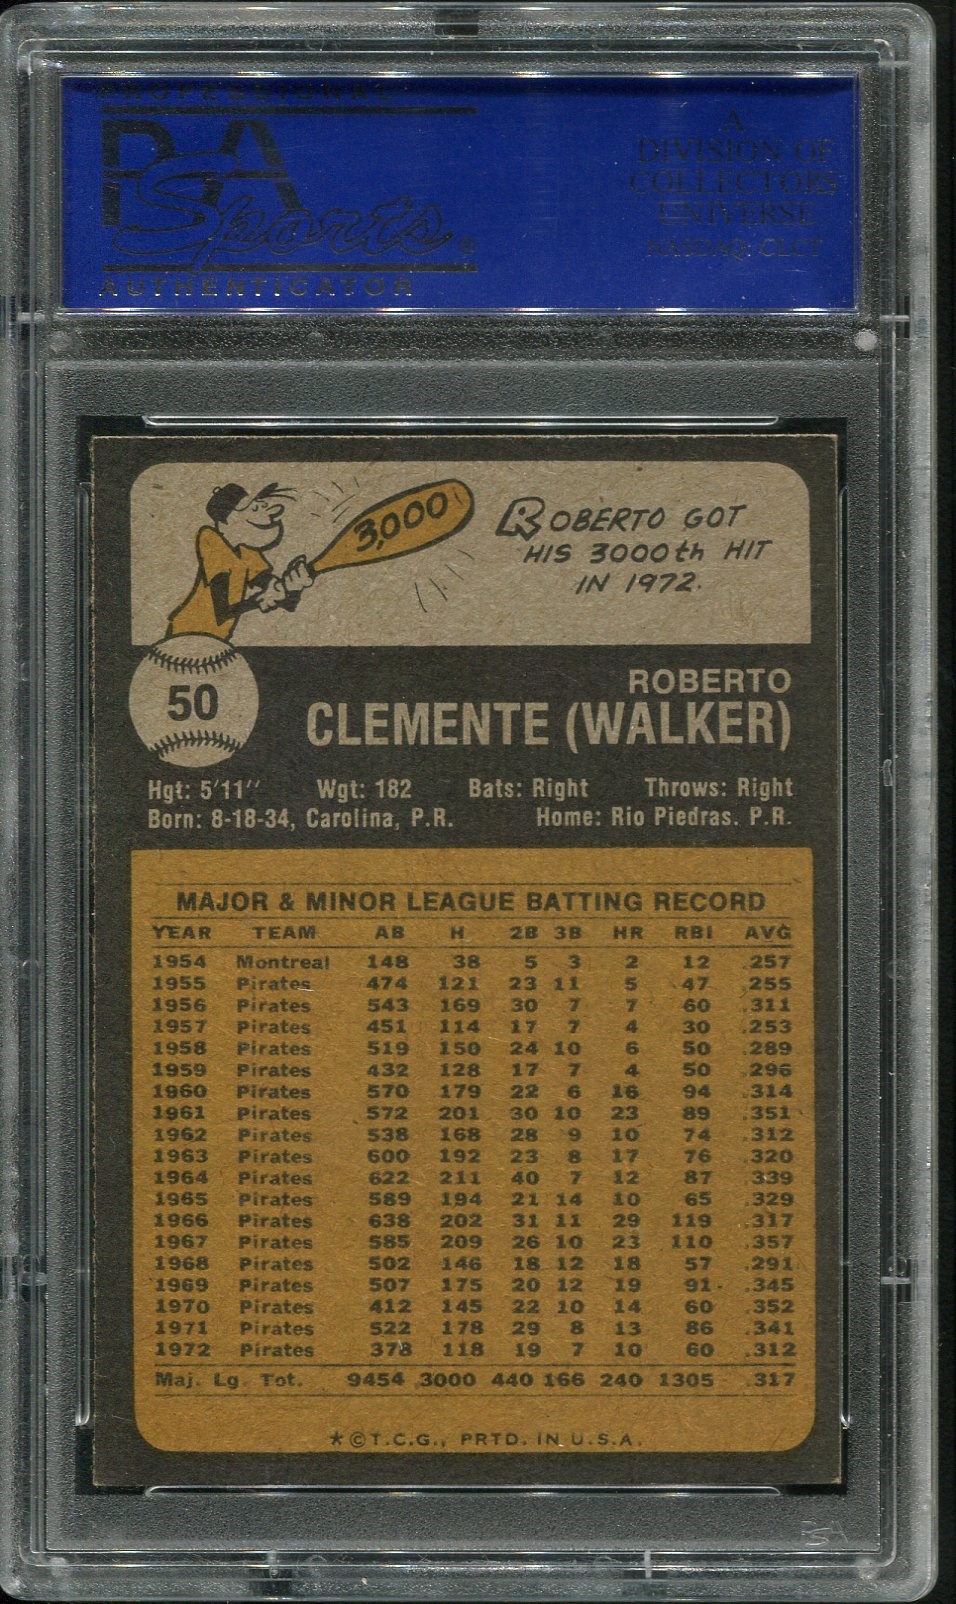 PROFESSIONAL
PSA
Sports®
AUTHENTICATOR
A
DIVISION OF
COLLECTORS
UNIVERSE
NASDAQ: CLCT
3,000
ROBERTO GOT
HIS 3000th HIT
IN 1972.
50
ROBERTO
CLEMENTE (WALKER)
Hgt: 5'11" Wgt: 182 Bats: Right Throws: Right
Born: 8-18-34, Carolina, P.R. Home: Rio Piedras. P.R.
MAJOR & MINOR LEAGUE BATTING RECORD
YEAR TEAM AB H 2B 3B HR RBI AVG
1954 Montreal 148 38 5 3 2 12 .257
1955 Pirates 474 121 23 11 5 47 .255
1956 Pirates 543 169 30 7 7 60 .311
1957 Pirates 451 114 17 7 4 30 .253
1958 Pirates 519 150 24 10 6 50 .289
1959 Pirates 432 128 17 7 4 50 .296
1960 Pirates 570 179 22 6 16 94 .314
1961 Pirates 572 201 30 10 23 89 .351
1962 Pirates 538 168 28 9 10 74 .312
1963 Pirates 600 192 23 8 17 76 .320
1964 Pirates 622 211 40 7 12 87 .339
1965 Pirates 589 194 21 14 10 65 .329
1966 Pirates 638 202 31 11 29 119 .317
1967 Pirates 585 209 26 10 23 110 .357
1968 Pirates 502 146 18 12 18 57 .291
1969 Pirates 507 175 20 12 19 91 .345
1970 Pirates 412 145 22 10 14 60 .352
1971 Pirates 522 178 29 8 13 86 .341
1972 Pirates 378 118 19 7 10 60 .312
Maj. Lg. Tot. 9454 3000 440 166 240 1305 .317
*©T.C.G., PRTD. IN U.S.A.
PSA